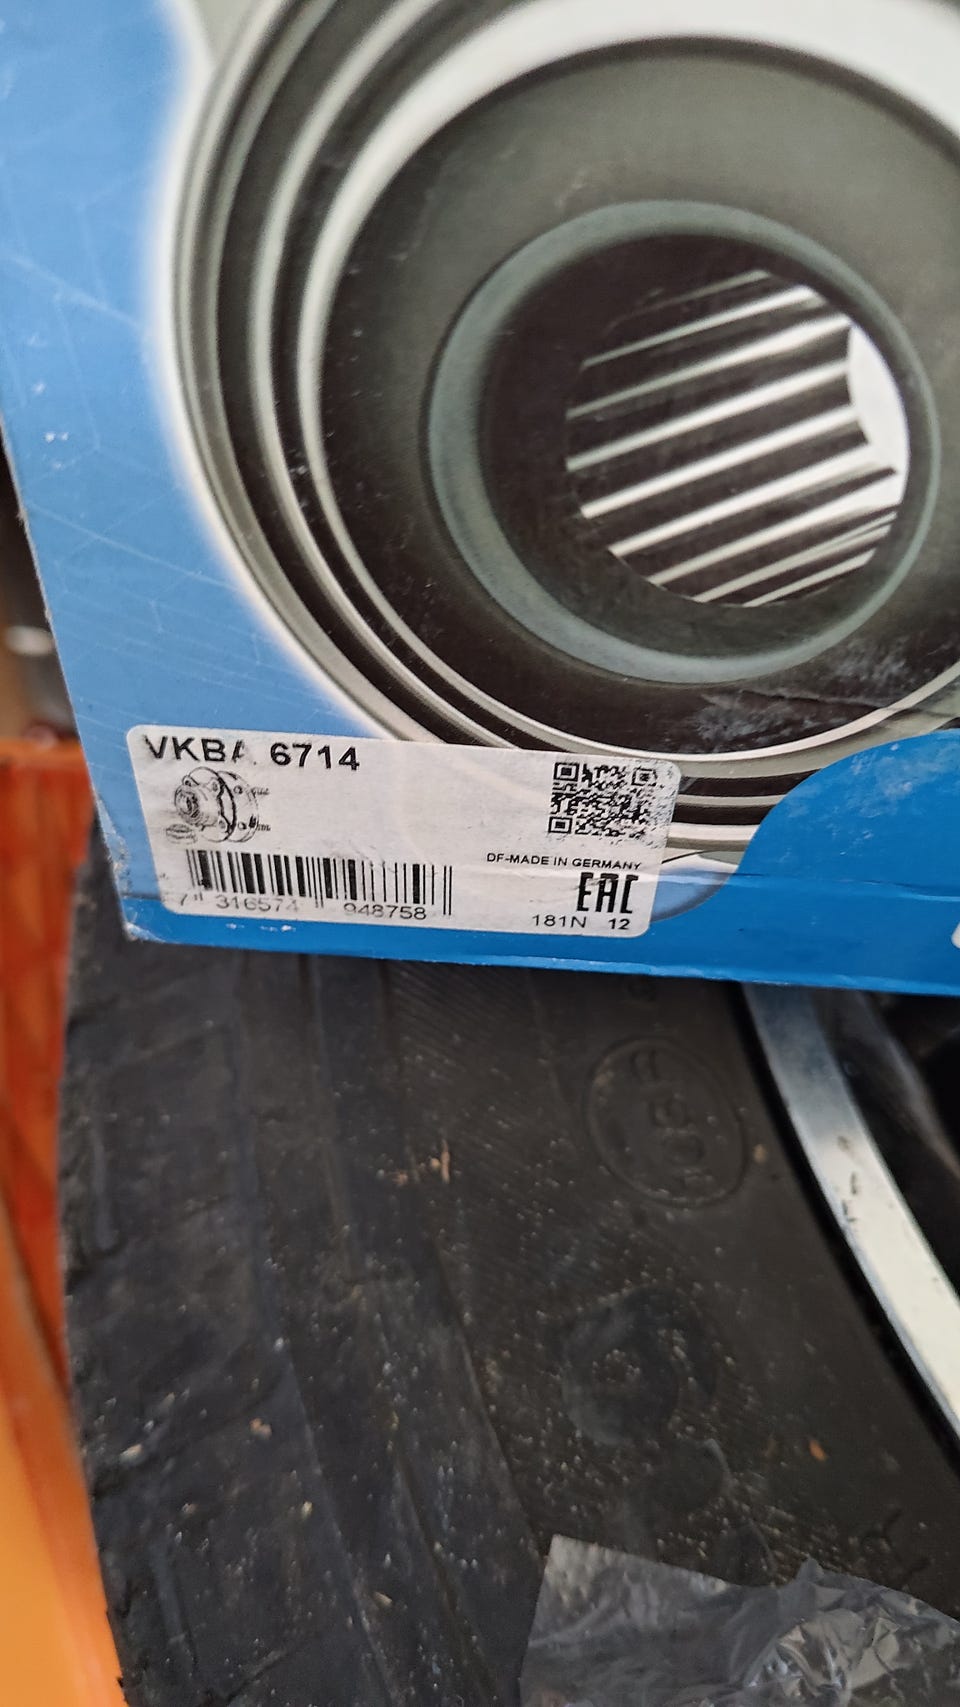 VKBA 6714
DF-MADE IN GERMANY
EAC
7 316574 948758
181N 12